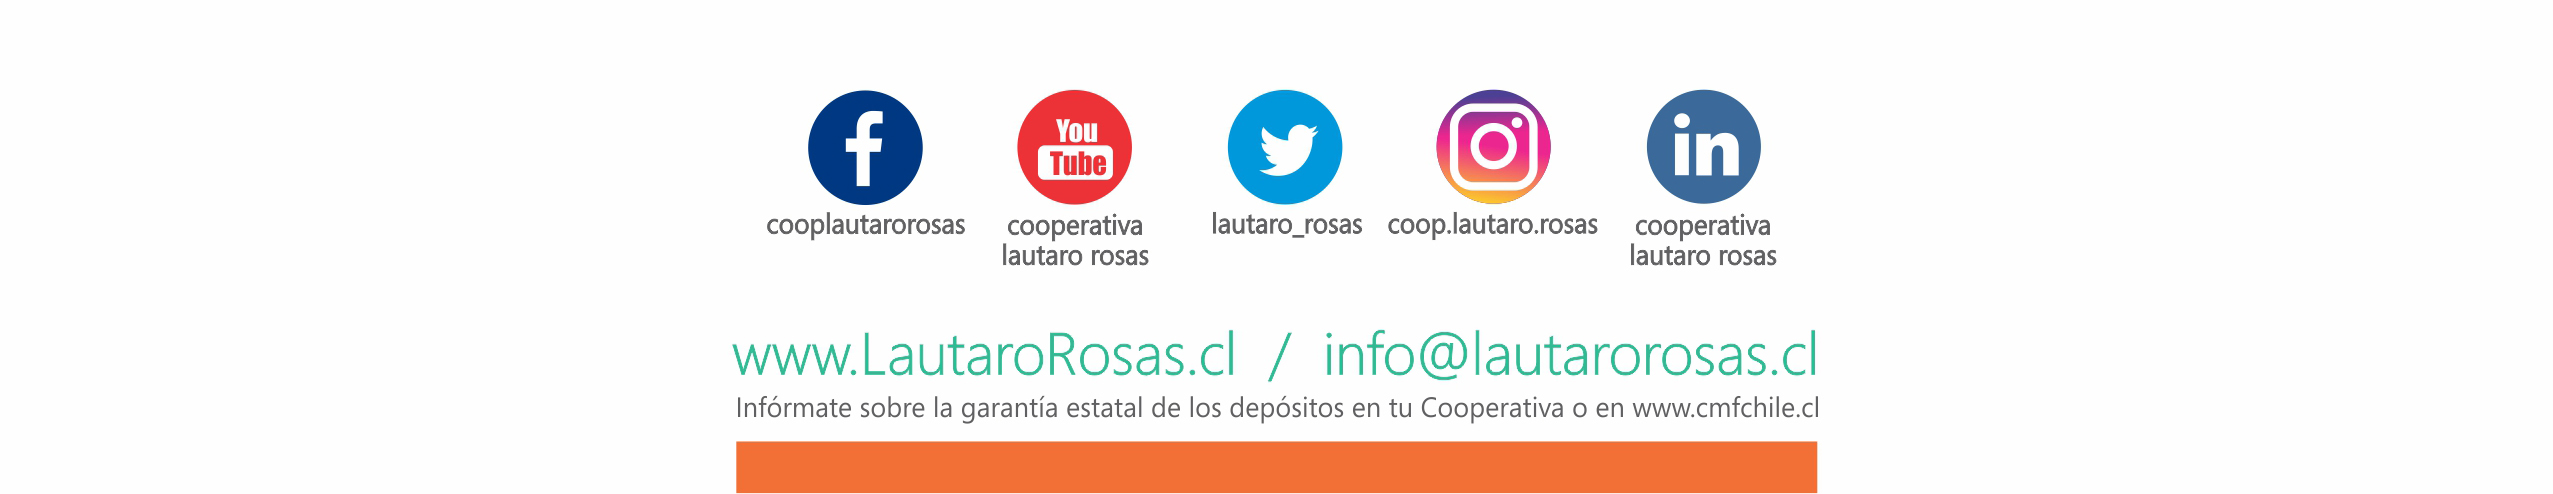 f
You
Tube
in
cooplautarorosas
cooperativa
lautaro rosas
lautaro_rosas
coop.lautaro.rosas
cooperativa
lautaro rosas
www.LautaroRosas.cl / info@lautarorosas.cl
Infórmate sobre la garantía estatal de los depósitos en tu Cooperativa o en www.cmfchile.cl